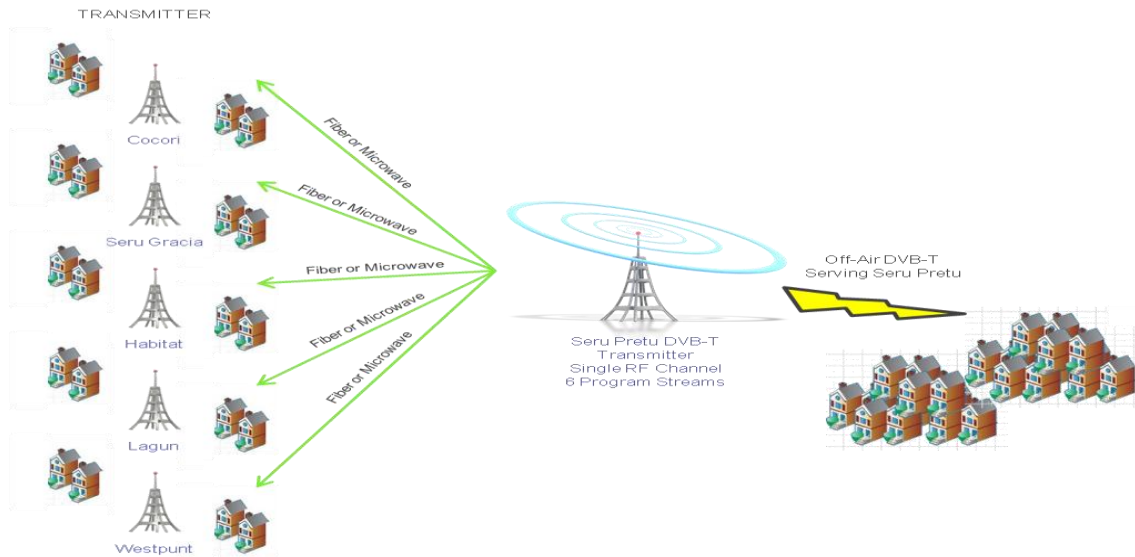 TRANSMITTER
Cocori
Seru Gracia
Habitat
Lagun
Westpunt
Fiber or Microwave
Fiber or Microwave
Fiber or Microwave
Fiber or Microwave
Fiber or Microwave
Seru Pretu DVB-T
Transmitter
Single RF Channel
6 Program Streams
Off-Air DVB-T
Serving Seru Pretu